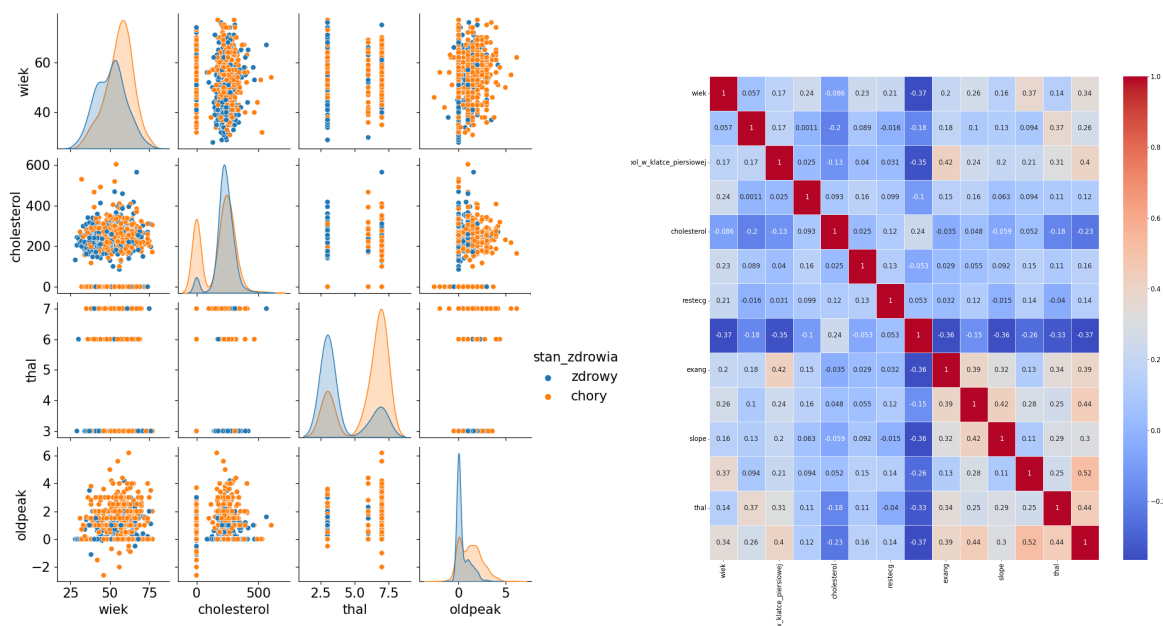 wiek
60
40
cholesterol
600
400
200
0
thal
7
6
5
4
3
oldpeak
6
4
2
0
−2
25 50 75
0 500
2.5 5.0 7.5
0 5
wiek cholesterol thal oldpeak
stan_zdrowia
zdrowy
chory
wiek 1 0.057 0.17 0.24 -0.086 0.23 0.21 -0.37 0.2 0.26 0.16 0.37 0.14 0.34
0.057 1 0.17 0.0011 -0.2 0.089 -0.016 -0.18 0.18 0.1 0.13 0.094 0.37 0.26
ɔol_w_klatce_piersiowej 0.17 0.17 1 0.025 -0.13 0.04 0.031 -0.35 0.42 0.24 0.2 0.21 0.31 0.4
0.24 0.0011 0.025 1 0.093 0.16 0.099 -0.1 0.15 0.16 0.063 0.094 0.11 0.12
cholesterol -0.086 -0.2 -0.13 0.093 1 0.025 0.12 0.24 -0.035 0.048 -0.059 0.052 -0.18 -0.23
0.23 0.089 0.04 0.16 0.025 1 0.13 -0.053 0.029 0.055 0.092 0.15 0.11 0.16
restecg 0.21 -0.016 0.031 0.099 0.12 0.13 1 0.053 0.032 0.12 -0.015 0.14 -0.04 0.14
-0.37 -0.18 -0.35 -0.1 0.24 -0.053 0.053 1 -0.36 -0.15 -0.36 -0.26 -0.33 -0.37
exang 0.2 0.18 0.42 0.15 -0.035 0.029 0.032 -0.36 1 0.39 0.32 0.13 0.34 0.39
0.26 0.1 0.24 0.16 0.048 0.055 0.12 -0.15 0.39 1 0.42 0.28 0.25 0.44
slope 0.16 0.13 0.2 0.063 -0.059 0.092 -0.015 -0.36 0.32 0.42 1 0.11 0.29 0.3
0.37 0.094 0.21 0.094 0.052 0.15 0.14 -0.26 0.13 0.28 0.11 1 0.25 0.52
thal 0.14 0.37 0.31 0.11 -0.18 0.11 -0.04 -0.33 0.34 0.25 0.29 0.25 1 0.44
0.34 0.26 0.4 0.12 -0.23 0.16 0.14 -0.37 0.39 0.44 0.3 0.52 0.44 1
wiek
w_klatce_piersiowej
cholesterol
restecg
exang
slope
thal
1.0
0.8
0.6
0.4
0.2
0.0